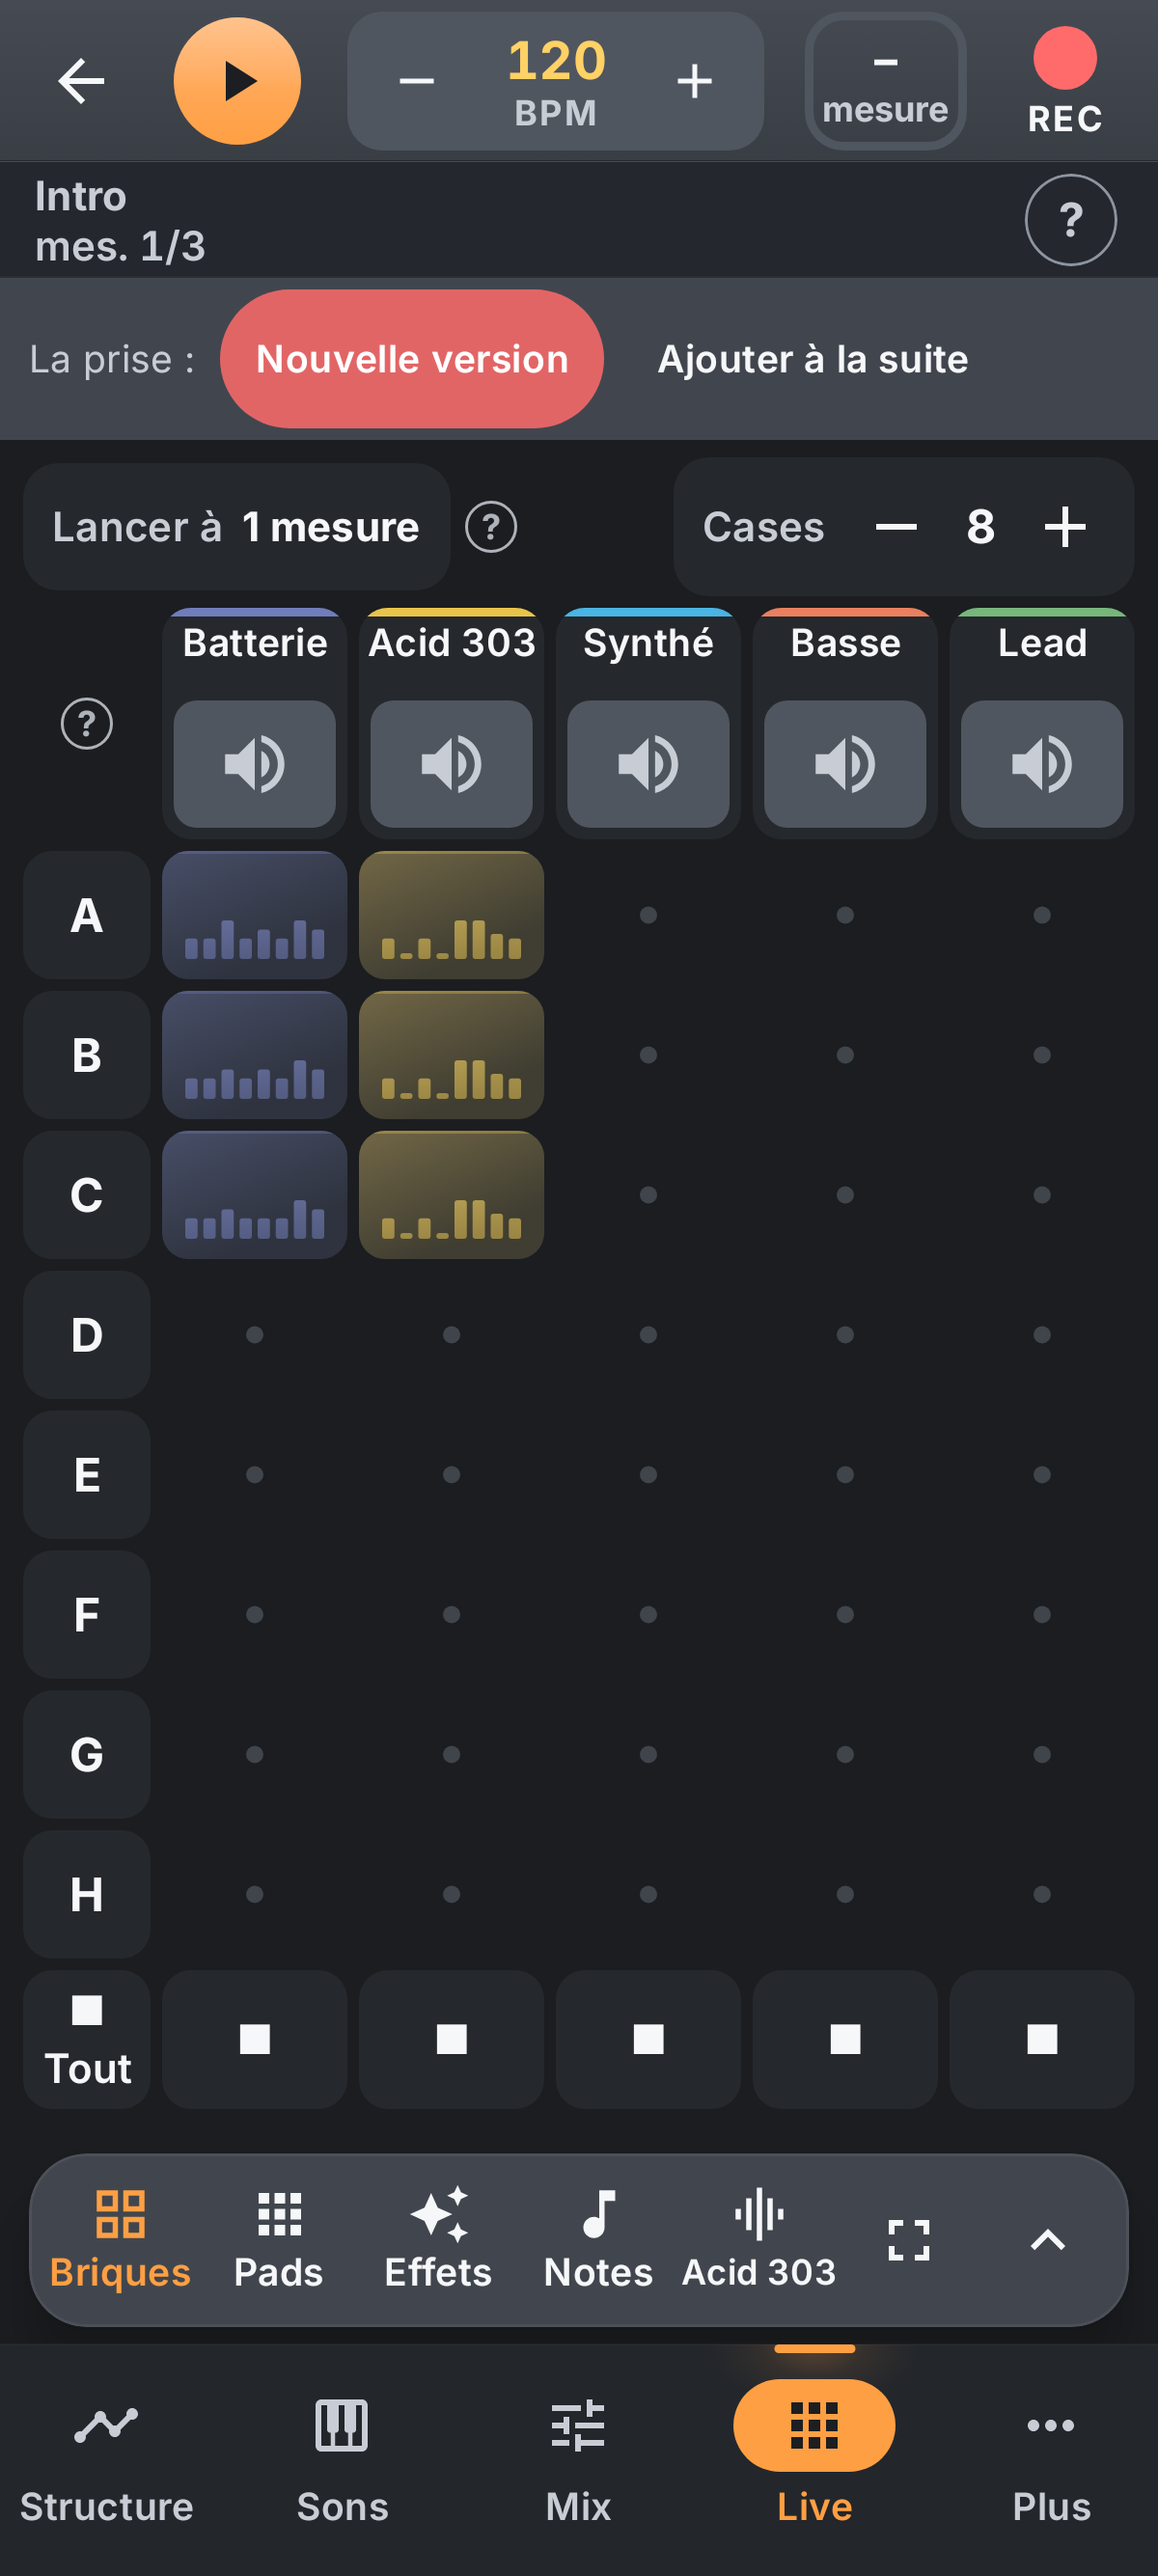 120
BPM
-
mesure
REC
Intro
mes. 1/3
?
La prise :
Nouvelle version
Ajouter à la suite
Lancer à 1 mesure
?
Cases
8
Batterie
Acid 303
Synthé
Basse
Lead
?
A
B
C
D
E
F
G
H
Tout
Briques
Pads
Effets
Notes
Acid 303
Structure
Sons
Mix
Live
Plus